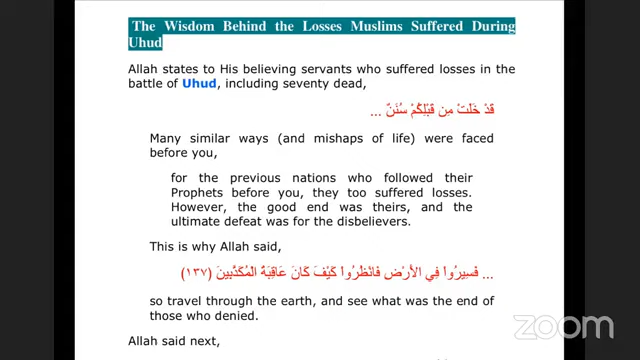 The Wisdom Behind the Losses Muslims Suffered During
Uhud
Allah states to His believing servants who suffered losses in the
battle of Uhud, including seventy dead,
قَدْ خَلَتْ مِن قَبْلِكُمْ سُنَنٌ ...
Many similar ways (and mishaps of life) were faced
before you,
for the previous nations who followed their
Prophets before you, they too suffered losses.
However, the good end was theirs, and the
ultimate defeat was for the disbelievers.
This is why Allah said,
... فَسِيرُواْ فِي الأَرْضِ فَانْظُرُواْ كَيْفَ كَانَ عَاقِبَةُ الْمُكَذِّبِينَ (١٣٧)
so travel through the earth, and see what was the end of
those who denied.
Allah said next,
zoom